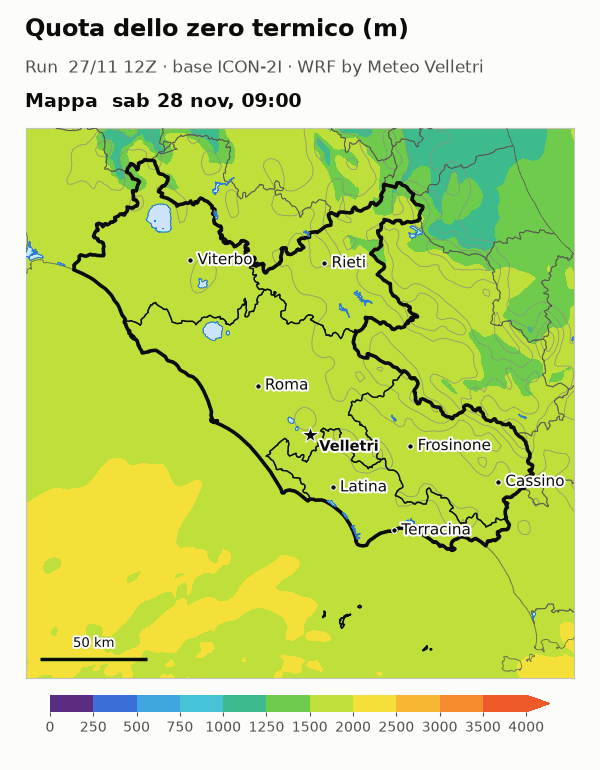 Quota dello zero termico (m)
Run  27/11 12Z · base ICON-2I · WRF by Meteo Velletri
Mappa  sab 28 nov, 09:00
Viterbo
Rieti
Roma
Velletri
Frosinone
Latina
Cassino
Terracina
50 km
0 250 500 750 1000 1250 1500 2000 2500 3000 3500 4000